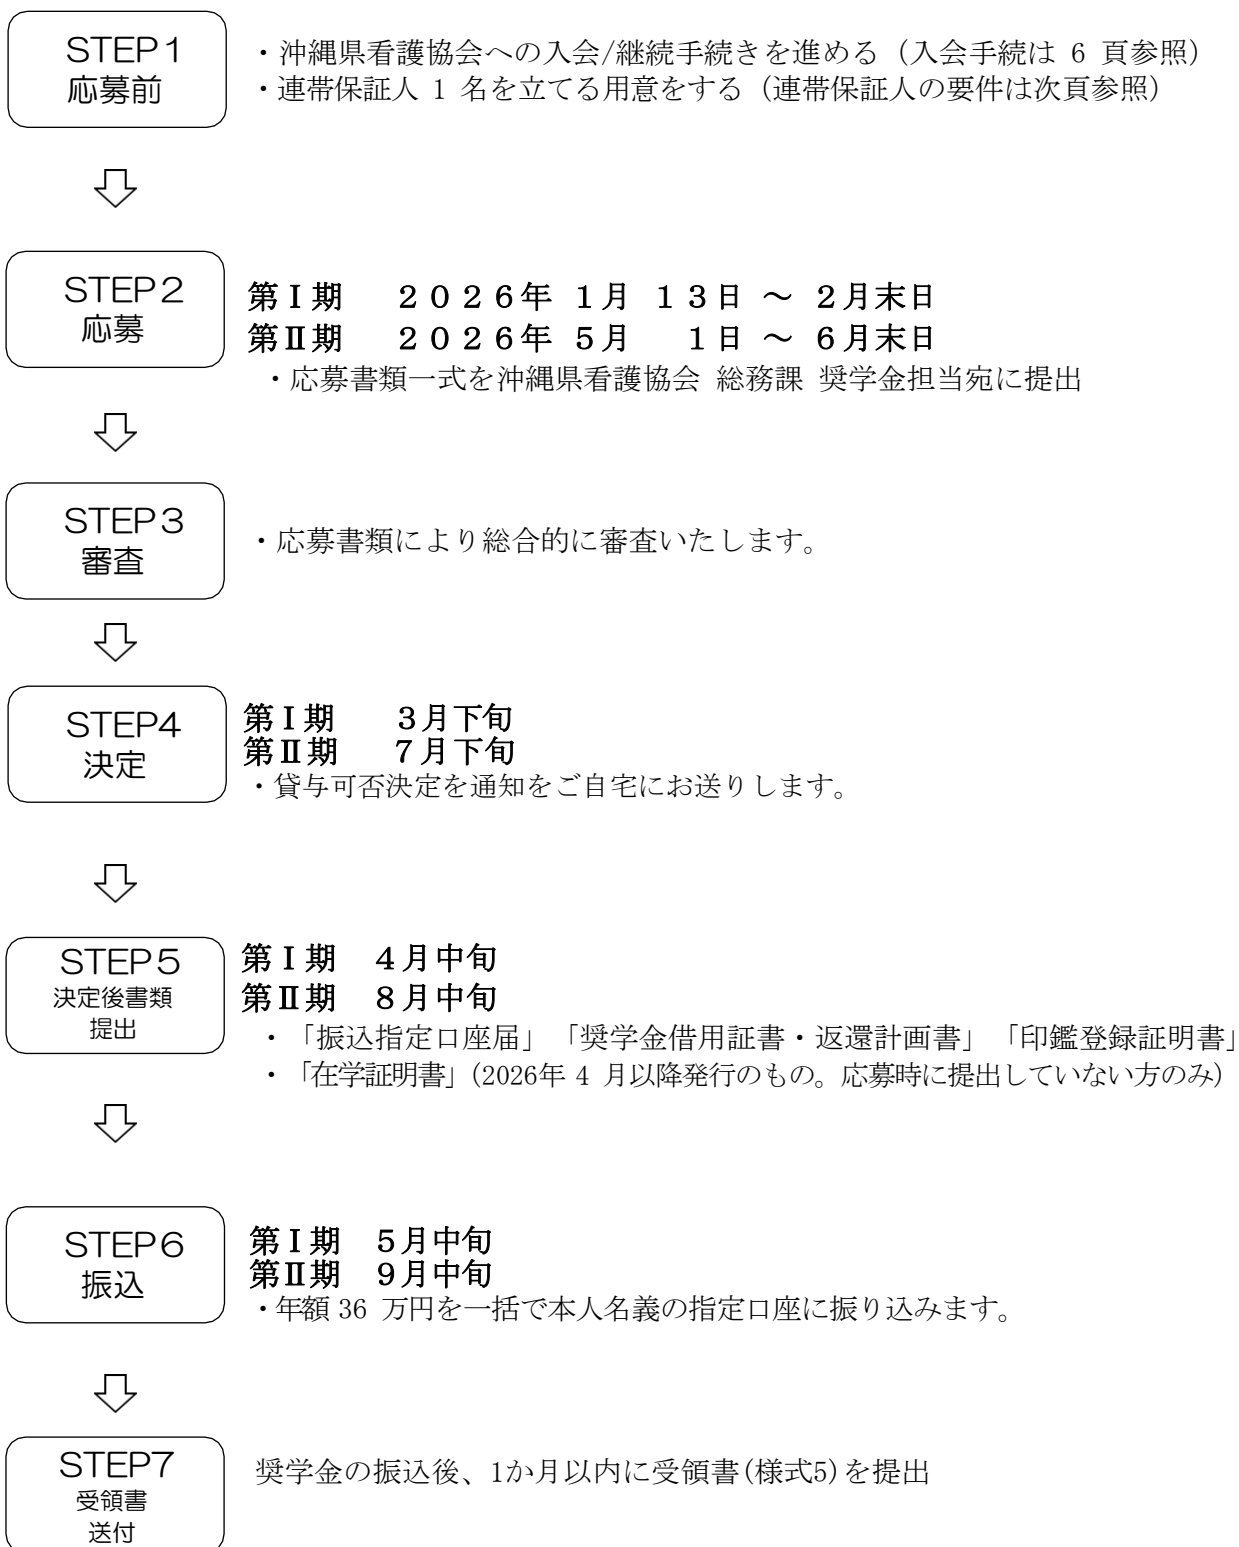 STEP１
応募前
・沖縄県看護協会への入会/継続手続きを進める（入会手続は 6 頁参照）
・連帯保証人 1 名を立てる用意をする（連帯保証人の要件は次頁参照）
STEP２
応募
第Ⅰ期　２０２６年 １月 １３日 ～ ２月末日
第Ⅱ期　２０２６年 ５月　１日 ～ ６月末日
・応募書類一式を沖縄県看護協会 総務課 奨学金担当宛に提出
STEP３
審査
・応募書類により総合的に審査いたします。
STEP4
決定
第Ⅰ期　３月下旬
第Ⅱ期　７月下旬
・貸与可否決定を通知をご自宅にお送りします。
STEP５
決定後書類
提出
第Ⅰ期　４月中旬
第Ⅱ期　８月中旬
・「振込指定口座届」「奨学金借用証書・返還計画書」「印鑑登録証明書」
・「在学証明書」（2026年 4 月以降発行のもの。応募時に提出していない方のみ）
STEP６
振込
第Ⅰ期　５月中旬
第Ⅱ期　９月中旬
・年額 36 万円を一括で本人名義の指定口座に振り込みます。
STEP7
受領書
送付
奨学金の振込後、1か月以内に受領書(様式5)を提出